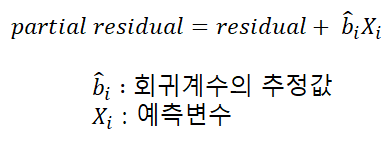 partial residual = residual + b̂ᵢXᵢ
b̂ᵢ : 회귀계수의 추정값
Xᵢ : 예측변수